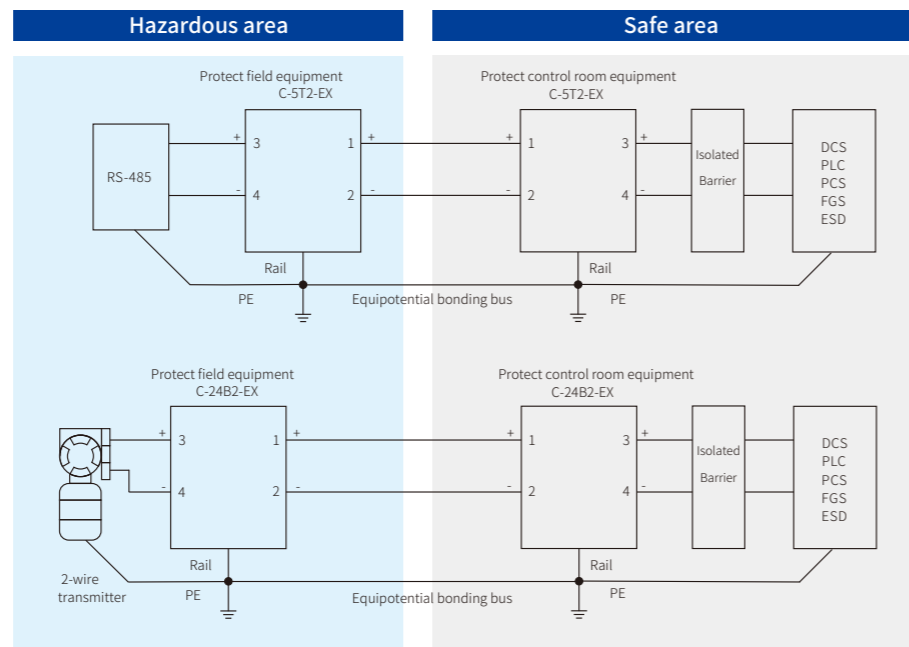 Hazardous area
Safe area
Protect field equipment
C-5T2-EX
Protect control room equipment
C-5T2-EX
RS-485
+ 3 1 +
- 4 2 -
+ 1 3 +
- 2 4 -
Isolated
Barrier
DCS
PLC
PCS
FGS
ESD
Rail
Rail
PE
Equipotential bonding bus
PE
Protect field equipment
C-24B2-EX
Protect control room equipment
C-24B2-EX
+ 3 1 +
- 4 2 -
+ 1 3 +
- 2 4 -
Isolated
Barrier
DCS
PLC
PCS
FGS
ESD
Rail
Rail
2-wire
transmitter
PE
Equipotential bonding bus
PE